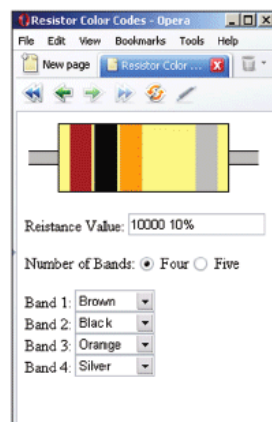 Resistor Color Codes - Opera
File Edit View Bookmarks Tools Help
New page Resistor Color ...
Reistance Value: 10000 10%
Number of Bands: Four Five
Band 1: Brown
Band 2: Black
Band 3: Orange
Band 4: Silver